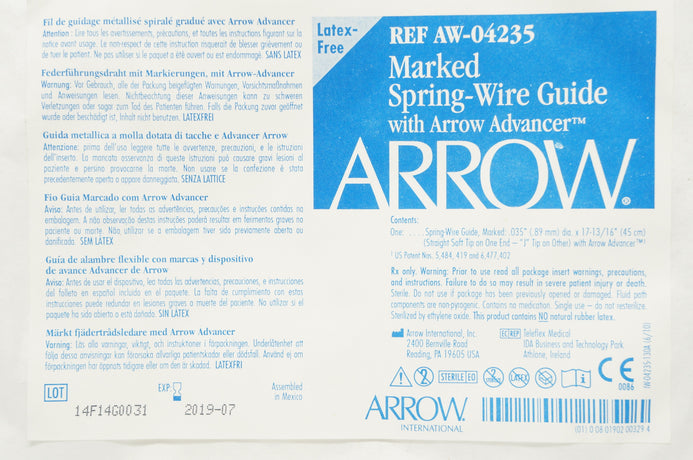 Fil de guidage métallisé spiralé gradué avec Arrow Advancer
Attention : Lire tous les avertissements, précautions, et toutes les instructions figurant sur la
notice avant usage. Le non-respect de cette instruction risquerait de blesser grièvement ou
de tuer le patient. Ne pas utiliser si le paquet a été ouvert ou est endommagé. SANS LATEX
Federführungsdraht mit Markierungen, mit Arrow-Advancer
Warnung: Vor Gebrauch, alle der Packung beigefügten Warnungen, Vorsichtsmaßnahmen
und Anweisungen lesen. Nichtbeachtung dieser Anweisung kann zu schweren
Verletzungen oder sogar zum Tod des Patienten führen. Falls die Packung zuvor geöffnet
wurde oder beschädigt ist, Inhalt nicht benutzen. LATEXFREI
Guida metallica a molla dotata di tacche e Advancer Arrow
Attenzione: prima dell'uso leggere tutte le avvertenze, precauzioni, e le istruzioni
dell'inserto. La mancata osservanza di queste istruzioni può causare gravi lesioni al
paziente e persino provocarne la morte. Non usare se la confezione è stata
precedentemente aperta o appare danneggiata. SENZA LATTICE
Fio Guia Marcado com Arrow Advancer
Aviso: Antes de utilizar, ler todas as advertências, precauções e instruções contidas na
embalagem. A não observação destas instruções poderá resultar em ferimentos graves no
paciente ou morte. Não utilizar se a embalagem tiver sido previamente aberta ou
danificada. SEM LATEX
Guía de alambre flexible con marcas y dispositivo
de avance Advancer de Arrow
Aviso: Antes de usar el dispositivo, lea todas las advertencias, precauciones, e instrucciones
del folleto en español incluido en el paquete. La falta de cumplimiento con estas
instrucciones puede redundar en lesiones graves o muerte del paciente. No utilizar si el
paquete ha sido abierto o está dañado. SIN LATEX
Märkt fjädertrådsledare med Arrow Advancer
Varning: Läs alla varningar, viktigt, och instruktioner i förpackningen. Underlåtenhet att
följa dessa anvisningar kan förorsaka allvarliga patientskador eller dödsfall. Använd ej om
förpackningen har öppnats tidigare eller om den är skadad. LATEXFRI
LOT
14F14G0031
EXP:
2019-07
Assembled
in Mexico
Latex-
Free
REF AW-04235
Marked
Spring-Wire Guide
with Arrow Advancer™
ARROW®
Contents:
One: .... Spring-Wire Guide, Marked: .035" (.89 mm) dia. x 17-13/16" (45 cm)
(Straight Soft Tip on One End – "J" Tip on Other) with Arrow Advancer™¹
¹ US Patent Nos. 5,484, 419 and 6,477,402
Rx only. Warning: Prior to use read all package insert warnings, precautions,
and instructions. Failure to do so may result in severe patient injury or death.
Sterile. Do not use if package has been previously opened or damaged. Fluid path
components are non-pyrogenic. Contains no medication. Single use – do not resterilize.
Sterilized by ethylene oxide. This product contains NO natural rubber latex.
Arrow International, Inc.
2400 Bernville Road
Reading, PA 19605 USA
EC REP Teleflex Medical
IDA Business and Technology Park
Athlone, Ireland
2 STERILE EO LATEX i CE
0086
W-04235-130A (6/10)
ARROW®
INTERNATIONAL
(01) 0 08 01902 00329 4